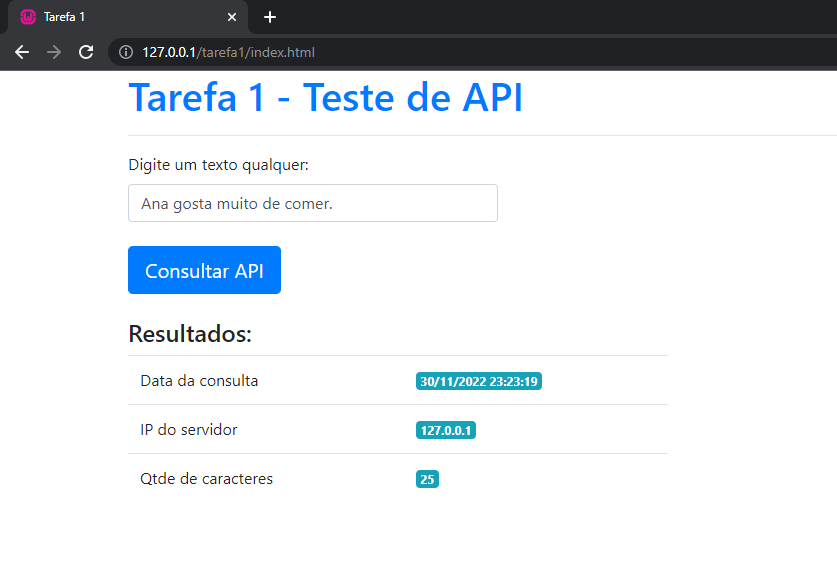 Tarefa 1
127.0.0.1/tarefa1/index.html
Tarefa 1 - Teste de API
Digite um texto qualquer:
Ana gosta muito de comer.
Consultar API
Resultados:
Data da consulta 30/11/2022 23:23:19
IP do servidor 127.0.0.1
Qtde de caracteres 25